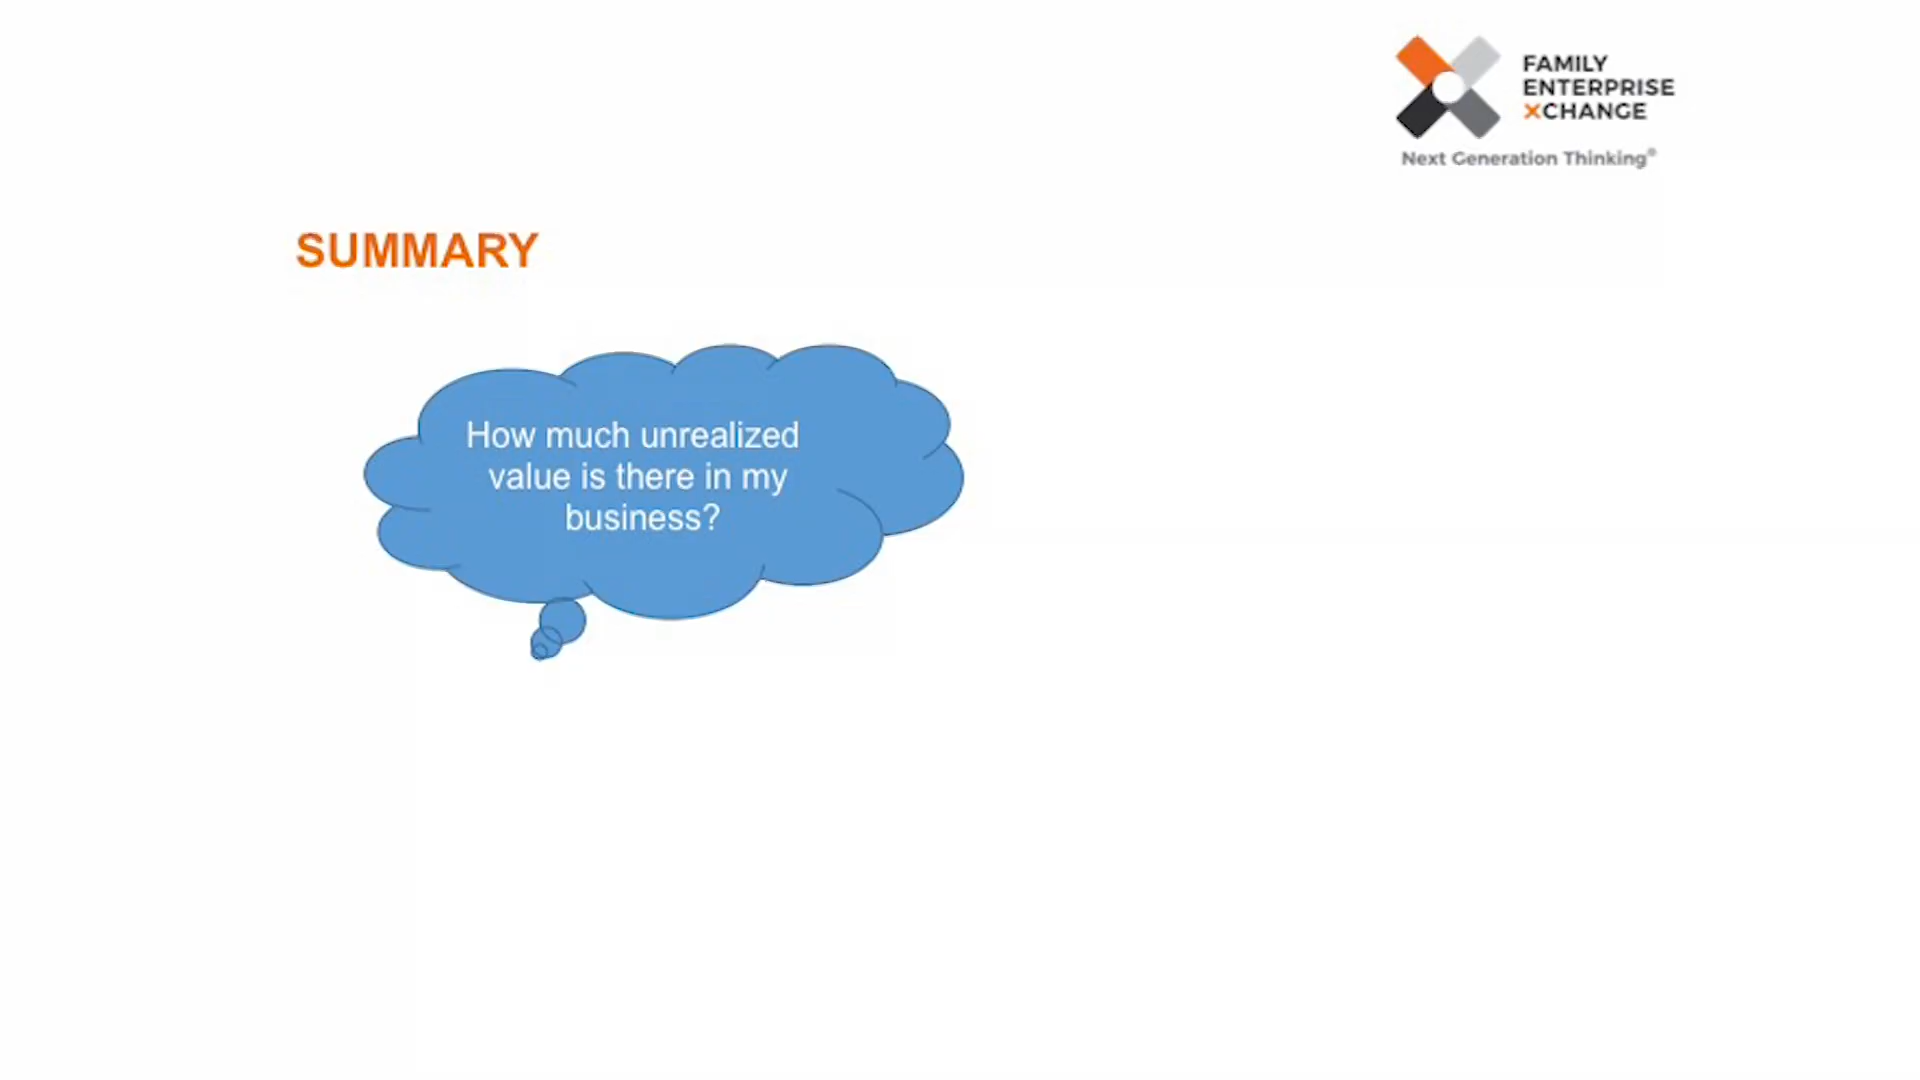 FAMILY
ENTERPRISE
XCHANGE
Next Generation Thinking®
SUMMARY
How much unrealized
value is there in my
business?